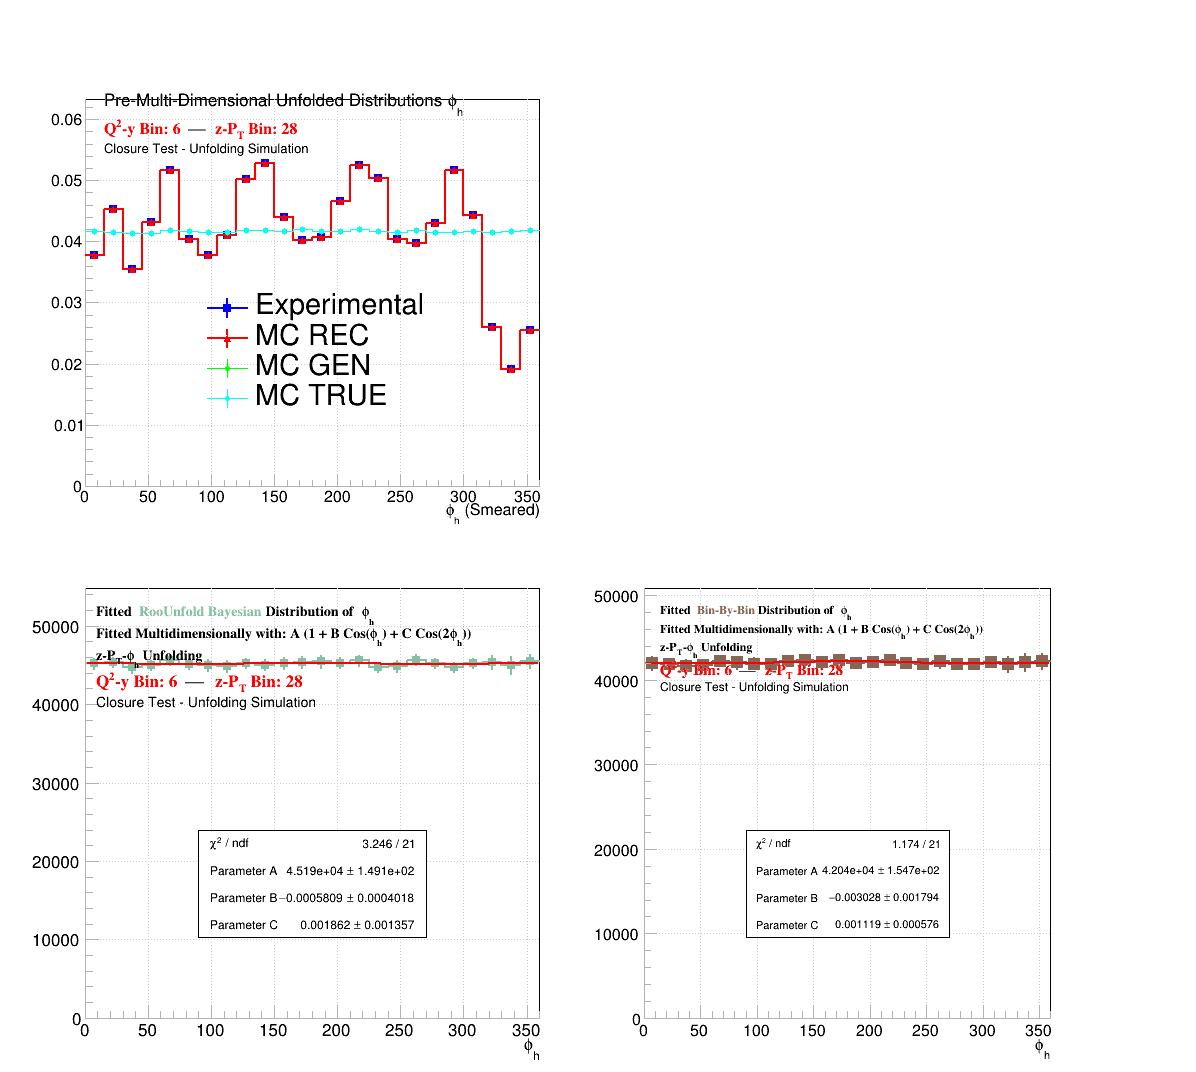 Pre-Multi-Dimensional Unfolded Distributions ϕh
Q2-y Bin: 6 — z-PT Bin: 28
Closure Test - Unfolding Simulation
0.06
0.05
0.04
0.03
0.02
0.01
0
Experimental
MC REC
MC GEN
MC TRUE
0 50 100 150 200 250 300 350
ϕh (Smeared)
Fitted RooUnfold Bayesian Distribution of ϕh
Fitted Multidimensionally with: A (1 + B Cos(ϕh) + C Cos(2ϕh))
z-PT-ϕh Unfolding
Q2-y Bin: 6 — z-PT Bin: 28
Closure Test - Unfolding Simulation
50000
40000
30000
20000
10000
0
χ2 / ndf 3.246 / 21
Parameter A 4.519e+04 ± 1.491e+02
Parameter B −0.0005809 ± 0.0004018
Parameter C 0.001862 ± 0.001357
0 50 100 150 200 250 300 350
ϕh
Fitted Bin-By-Bin Distribution of ϕh
Fitted Multidimensionally with: A (1 + B Cos(ϕh) + C Cos(2ϕh))
z-PT-ϕh Unfolding
Q2-y Bin: 6 — z-PT Bin: 28
Closure Test - Unfolding Simulation
50000
40000
30000
20000
10000
0
χ2 / ndf 1.174 / 21
Parameter A 4.204e+04 ± 1.547e+02
Parameter B −0.003028 ± 0.001794
Parameter C 0.001119 ± 0.000576
0 50 100 150 200 250 300 350
ϕh